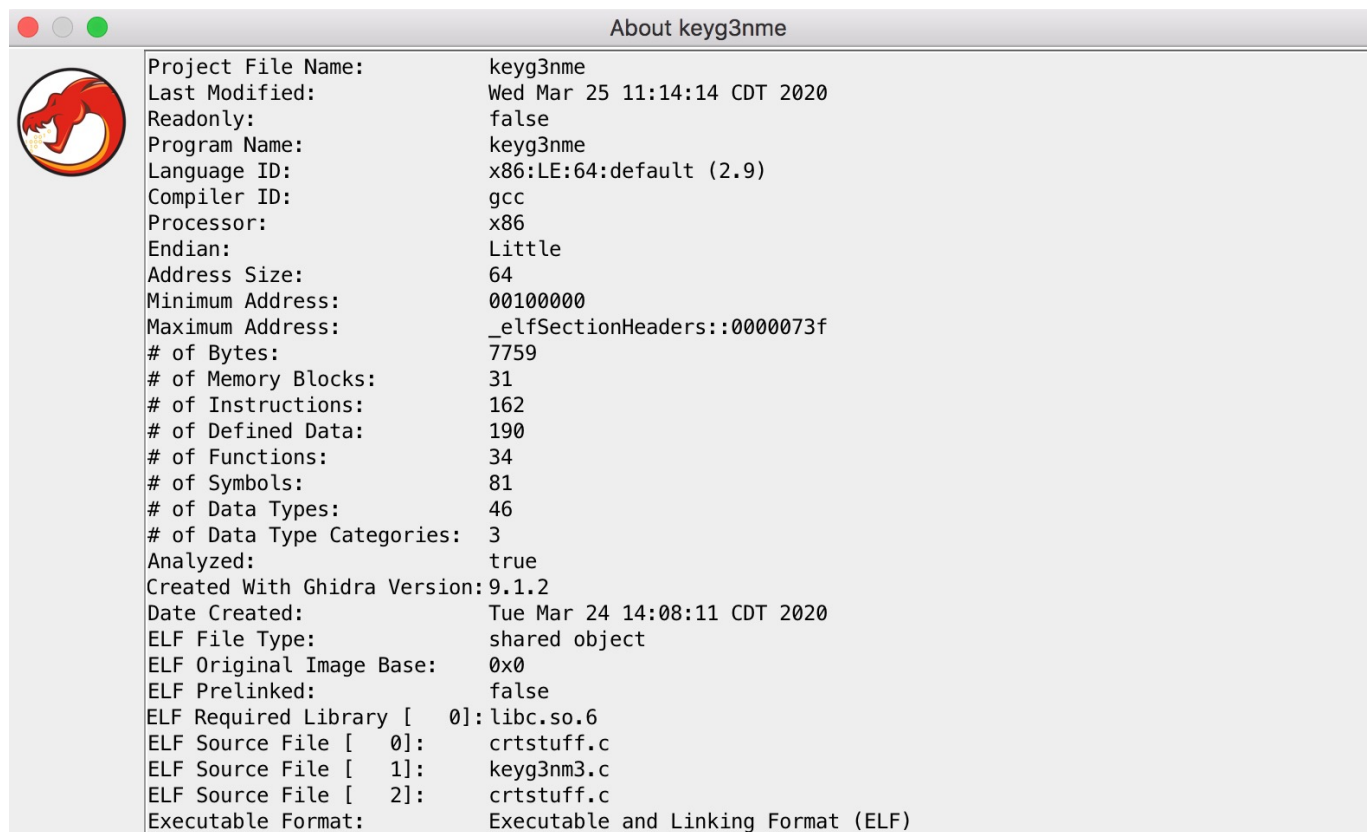 About keyg3nme
Project File Name: keyg3nme
Last Modified: Wed Mar 25 11:14:14 CDT 2020
Readonly: false
Program Name: keyg3nme
Language ID: x86:LE:64:default (2.9)
Compiler ID: gcc
Processor: x86
Endian: Little
Address Size: 64
Minimum Address: 00100000
Maximum Address: _elfSectionHeaders::0000073f
# of Bytes: 7759
# of Memory Blocks: 31
# of Instructions: 162
# of Defined Data: 190
# of Functions: 34
# of Symbols: 81
# of Data Types: 46
# of Data Type Categories: 3
Analyzed: true
Created With Ghidra Version: 9.1.2
Date Created: Tue Mar 24 14:08:11 CDT 2020
ELF File Type: shared object
ELF Original Image Base: 0x0
ELF Prelinked: false
ELF Required Library [   0]: libc.so.6
ELF Source File [   0]: crtstuff.c
ELF Source File [   1]: keyg3nm3.c
ELF Source File [   2]: crtstuff.c
Executable Format: Executable and Linking Format (ELF)